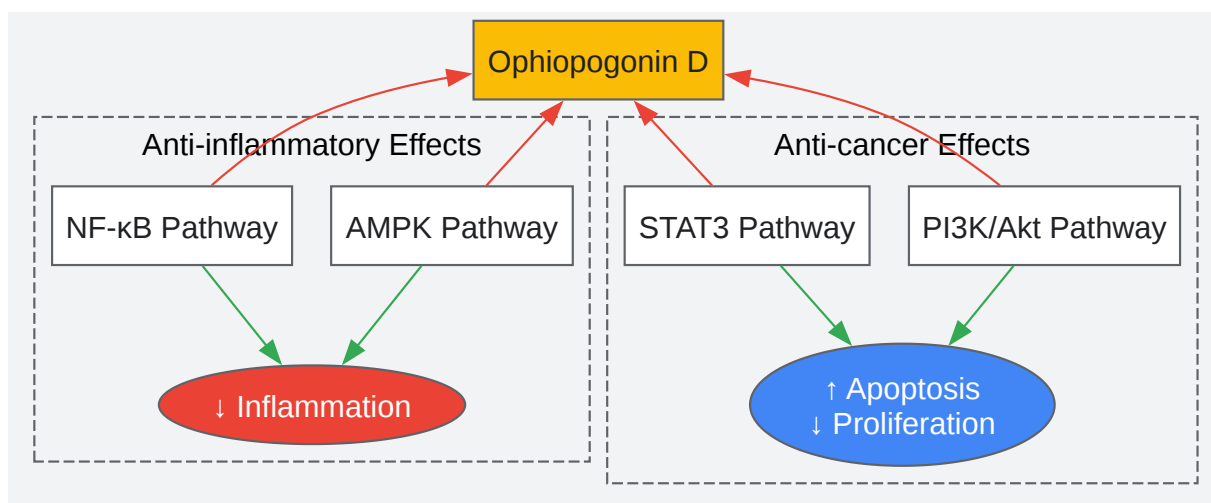 Ophiopogonin D
Anti-inflammatory Effects
Anti-cancer Effects
NF-κB Pathway
AMPK Pathway
STAT3 Pathway
PI3K/Akt Pathway
↓ Inflammation
↑ Apoptosis
↓ Proliferation